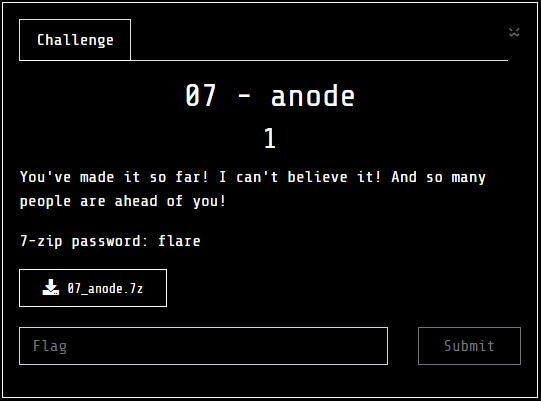 Challenge
07 - anode
1
You've made it so far! I can't believe it! And so many
people are ahead of you!
7-zip password: flare
07_anode.7z
Flag
Submit